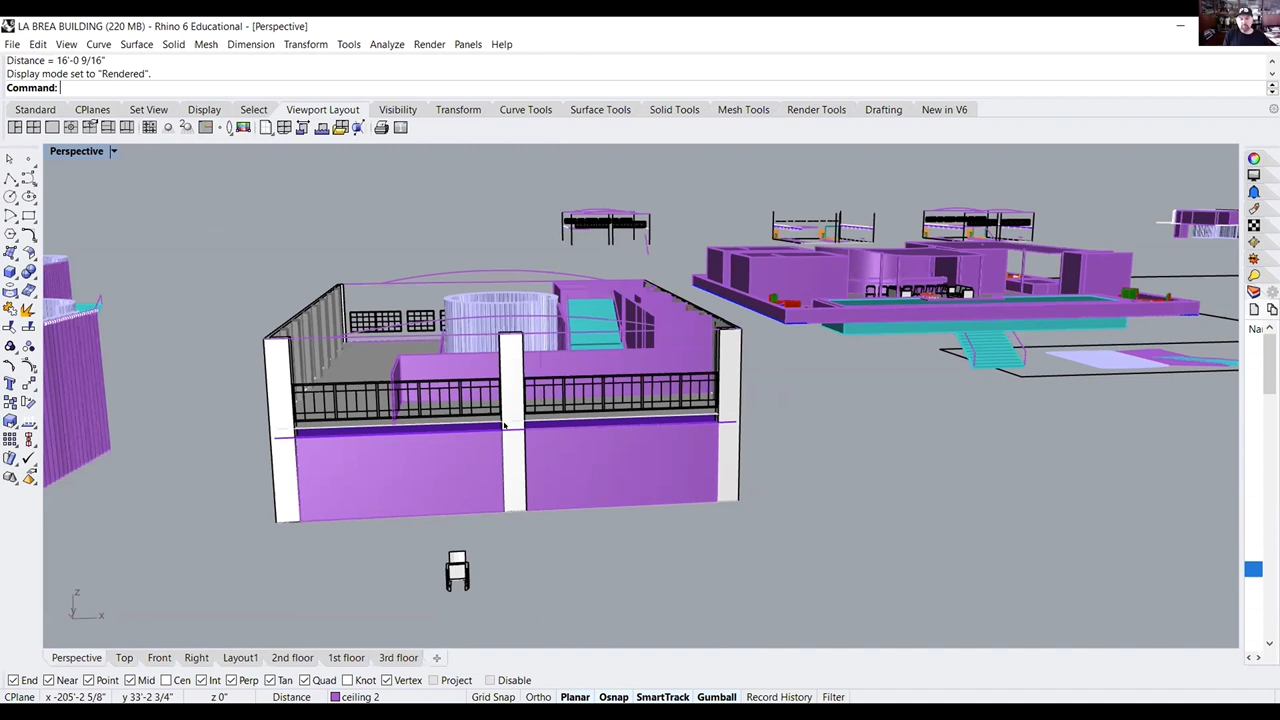 LA BREA BUILDING (220 MB) - Rhino 6 Educational - [Perspective]
File Edit View Curve Surface Solid Mesh Dimension Transform Tools Analyze Render Panels Help
Distance = 16'-0 9/16"
Display mode set to "Rendered".
Command:
Standard CPlanes Set View Display Select Viewport Layout Visibility Transform Curve Tools Surface Tools Solid Tools Mesh Tools Render Tools Drafting New in V6
Perspective
Na
z
y x
Perspective Top Front Right Layout1 2nd floor 1st floor 3rd floor
End Near Point Mid Cen Int Perp Tan Quad Knot Vertex Project Disable
CPlane x -205'-2 5/8" y 33'-2 3/4" z 0" Distance ceiling 2 Grid Snap Ortho Planar Osnap SmartTrack Gumball Record History Filter